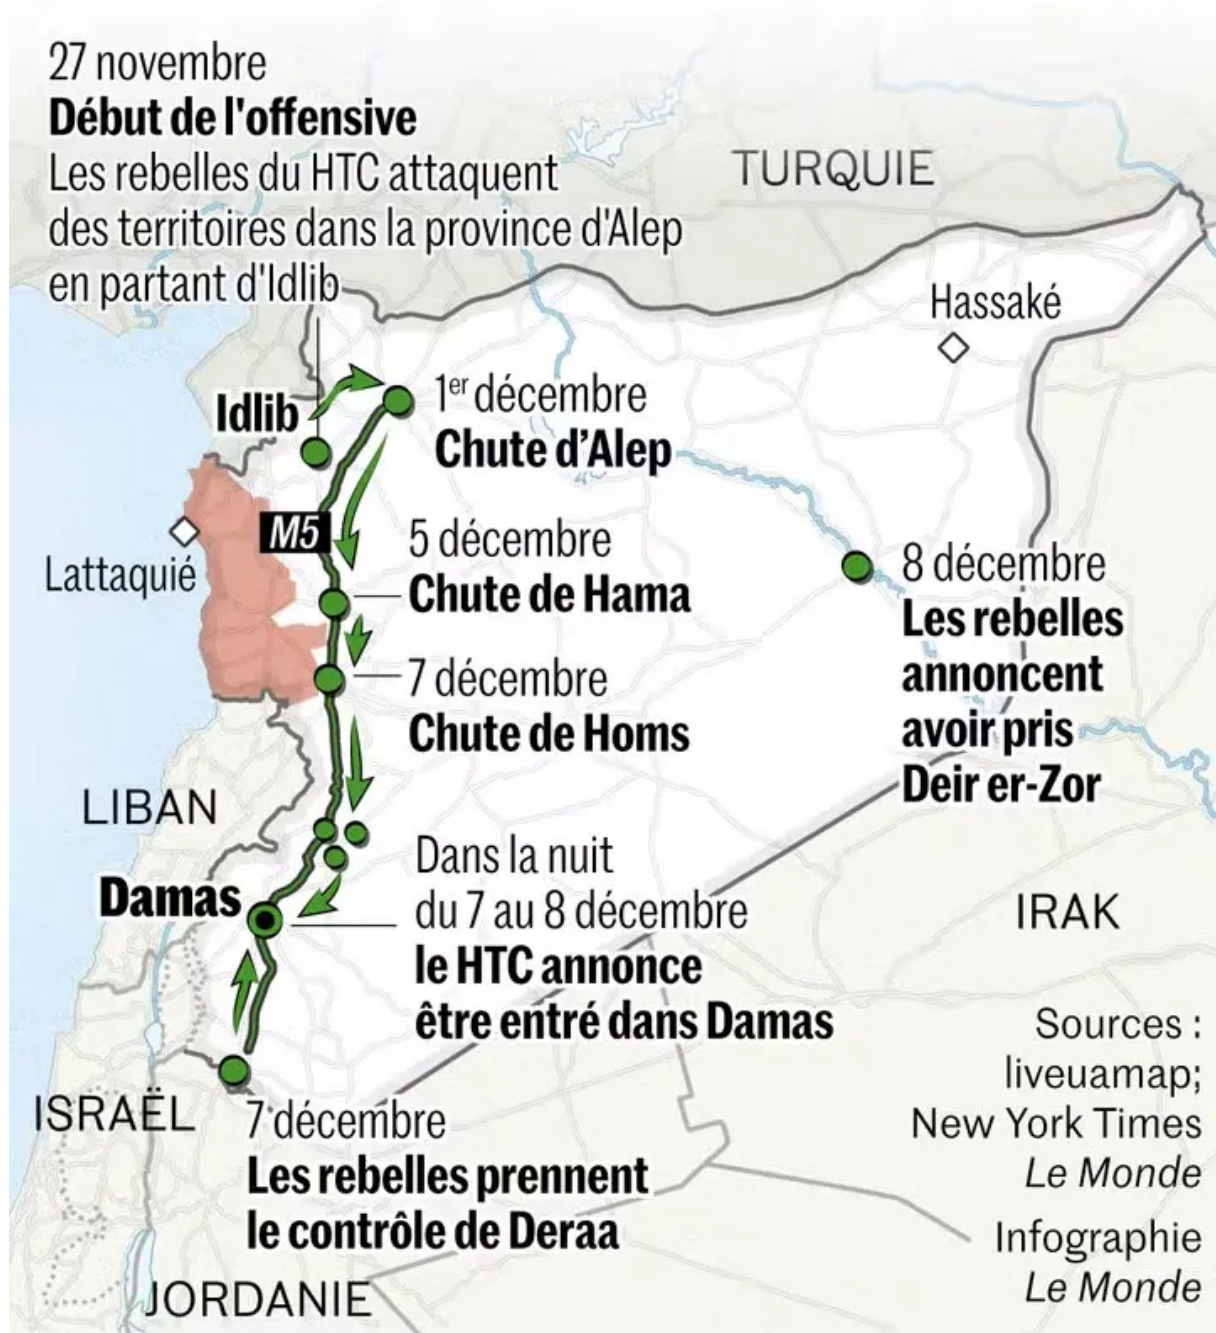 27 novembre
Début de l'offensive
Les rebelles du HTC attaquent
des territoires dans la province d'Alep
en partant d'Idlib
TURQUIE
Hassaké
Idlib
1er décembre
Chute d’Alep
M5
Lattaquié
5 décembre
Chute de Hama
8 décembre
Les rebelles
annoncent
avoir pris
Deir er-Zor
7 décembre
Chute de Homs
LIBAN
Damas
Dans la nuit
du 7 au 8 décembre
le HTC annonce
être entré dans Damas
IRAK
ISRAËL
7 décembre
Les rebelles prennent
le contrôle de Deraa
JORDANIE
Sources :
liveuamap;
New York Times
Le Monde
Infographie
Le Monde